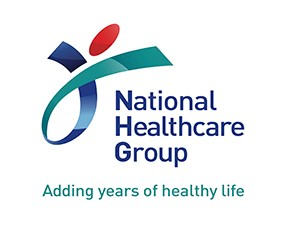 National
Healthcare
Group
Adding years of healthy life